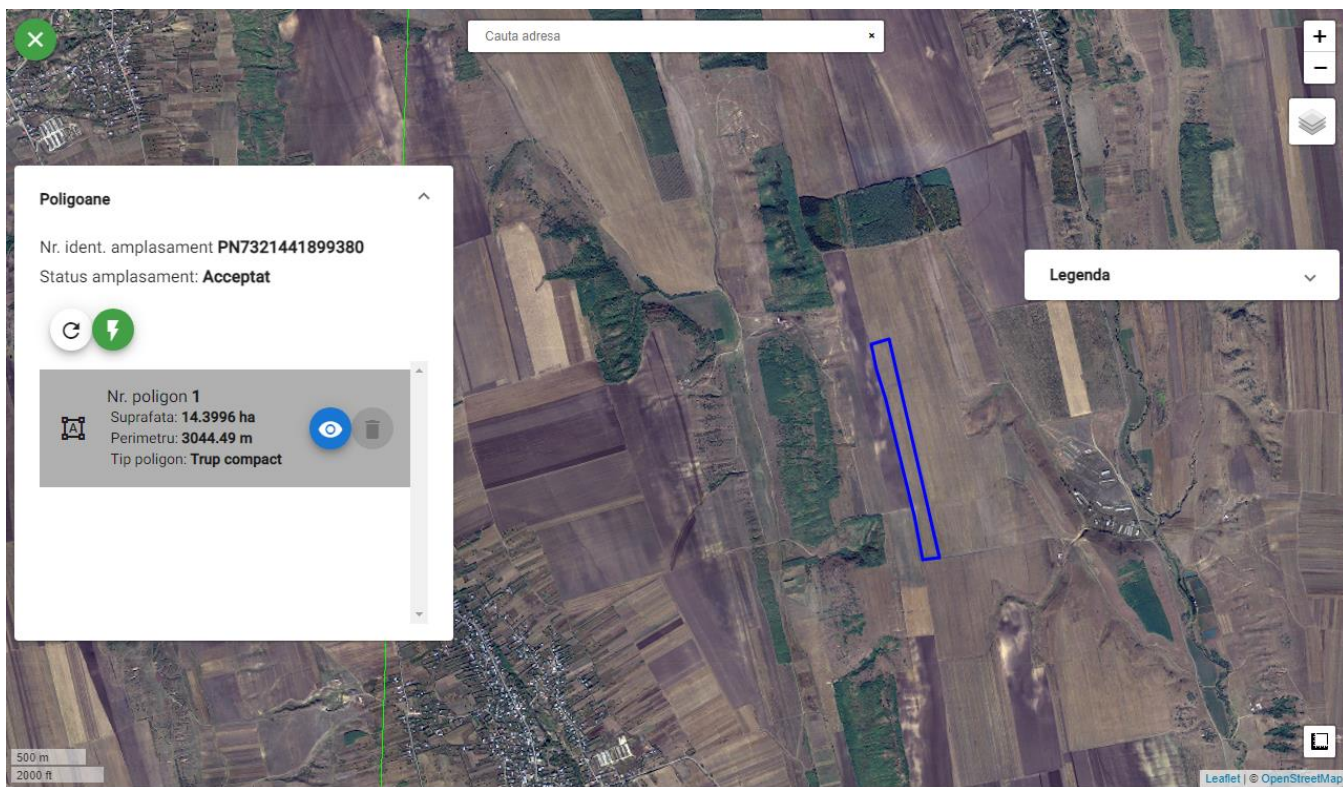 Cauta adresa
×
+
−
Poligoane
Nr. ident. amplasament PN7321441899380
Status amplasament: Acceptat
Legenda
Nr. poligon 1
A
Suprafata: 14.3996 ha
Perimetru: 3044.49 m
Tip poligon: Trup compact
500 m
2000 ft
Leaflet | © OpenStreetMap